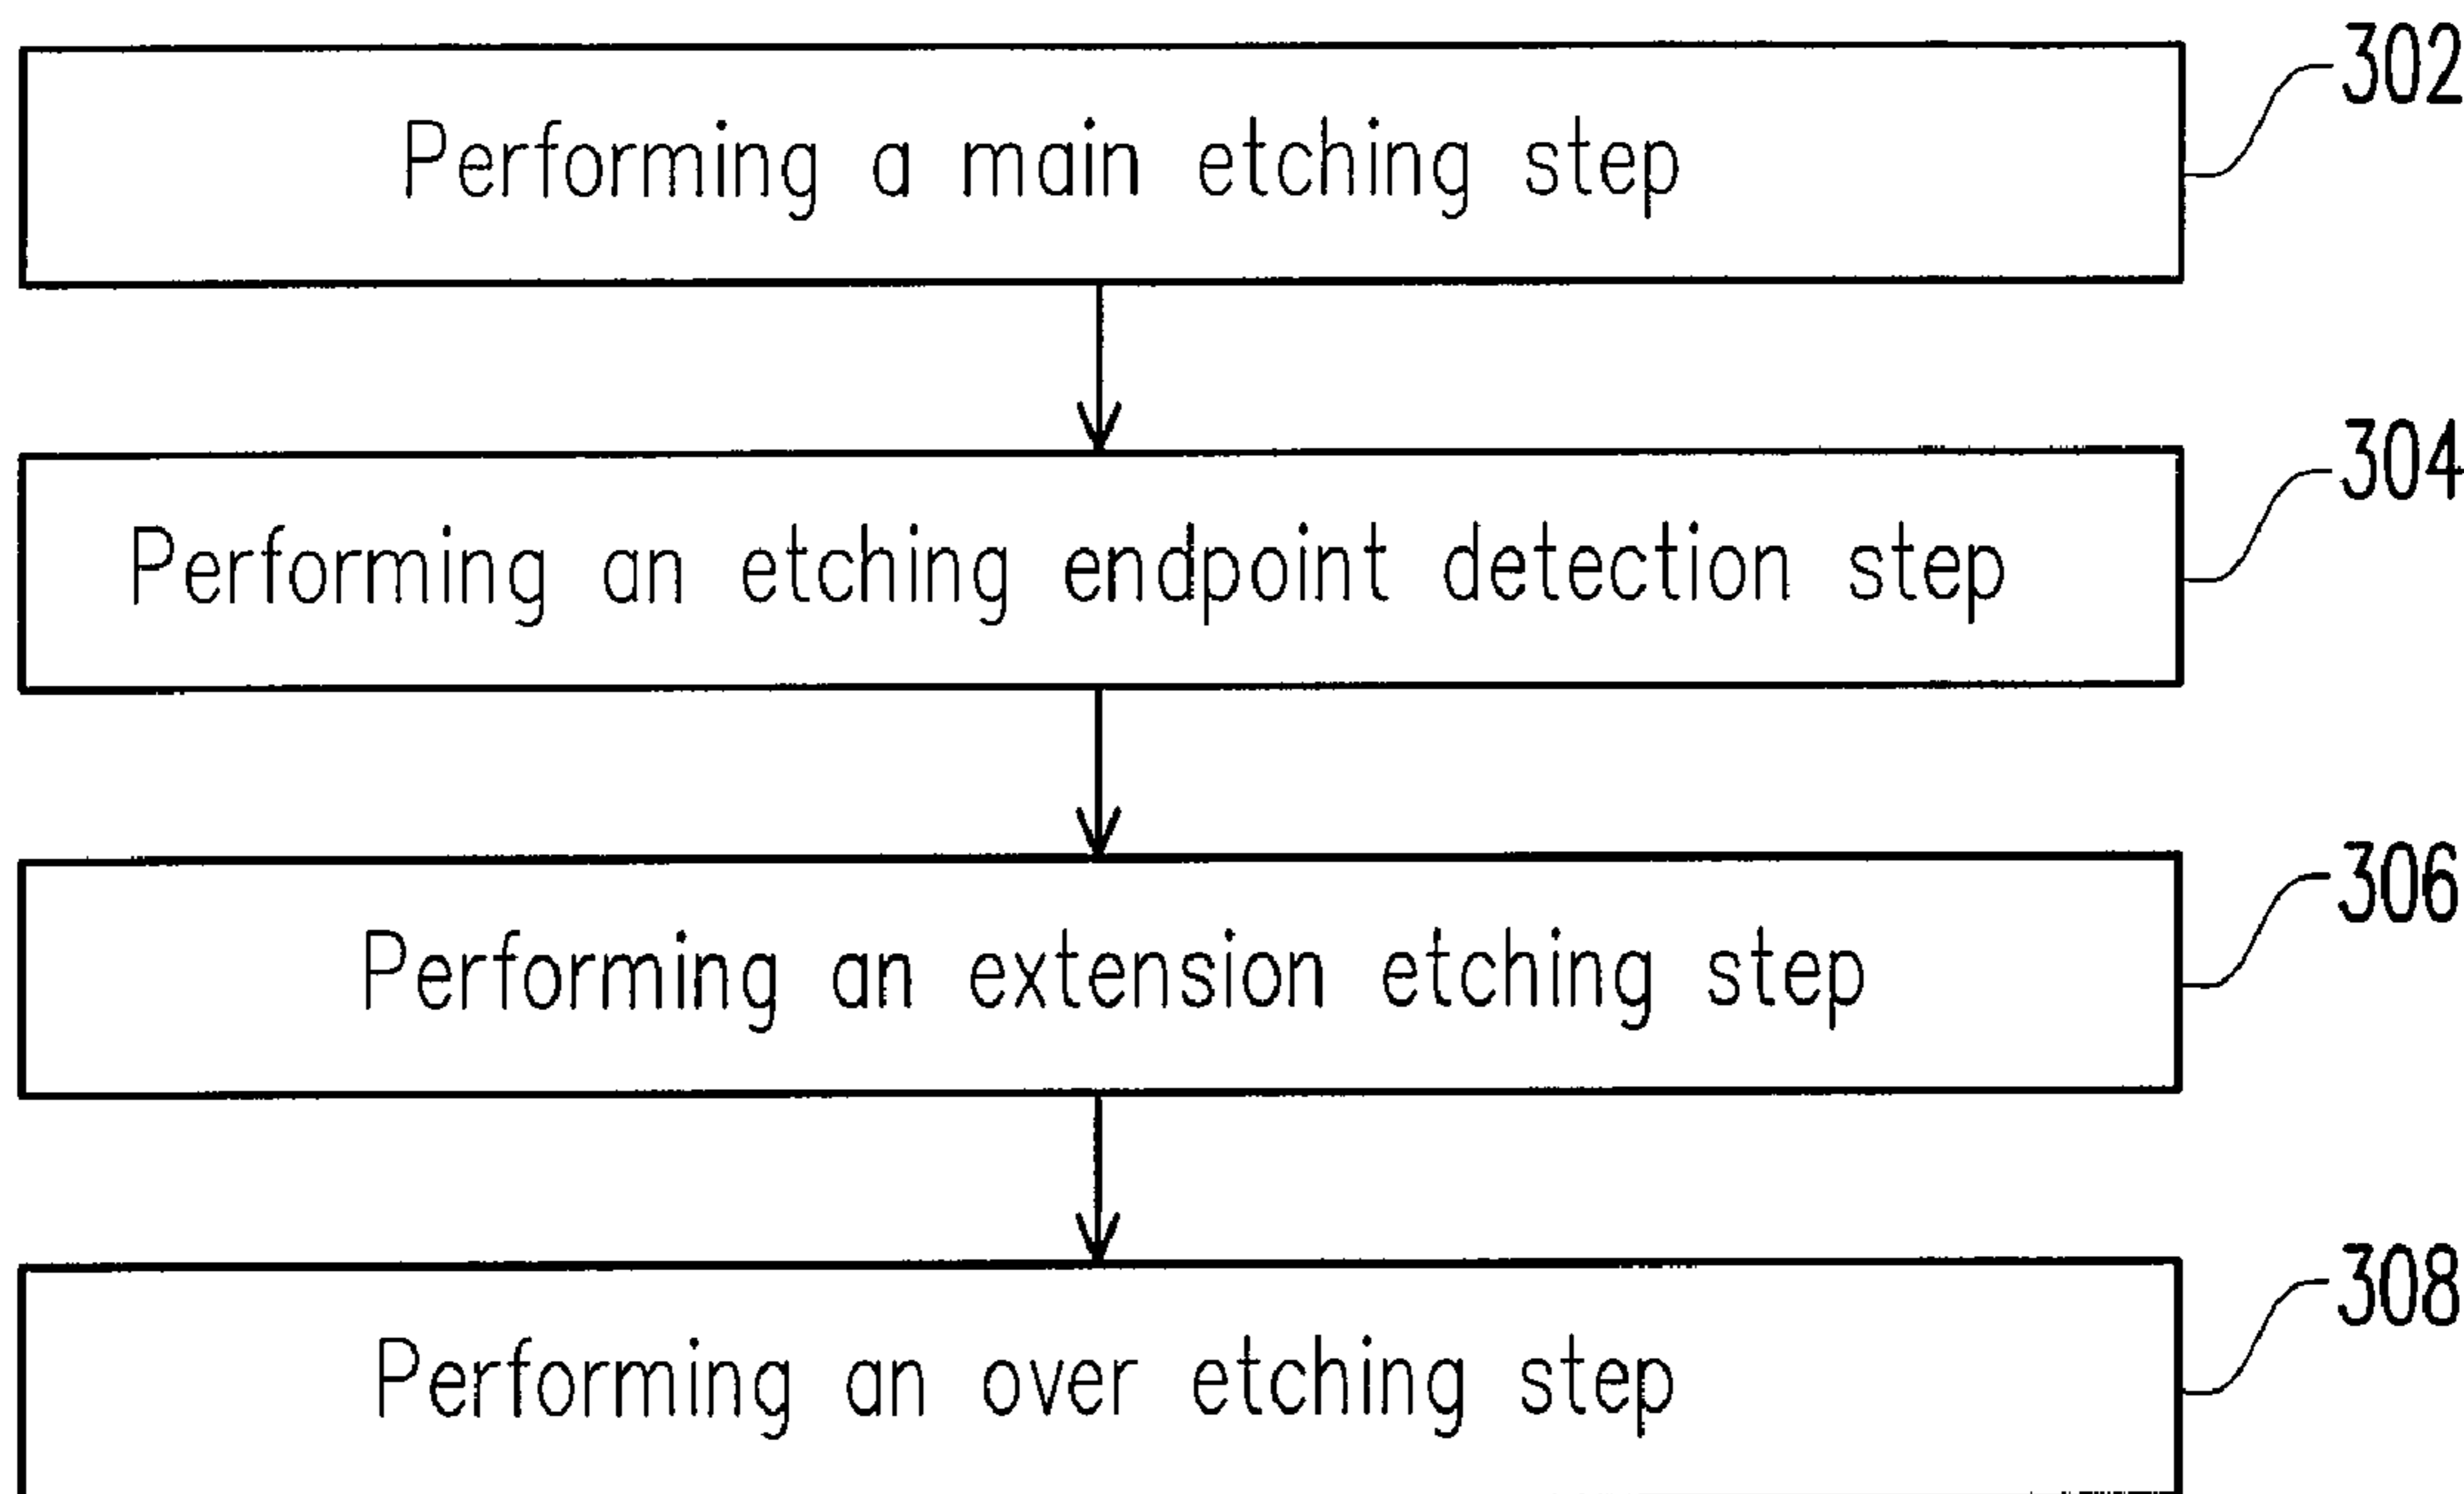 302
Performing a main etching step
304
Performing an etching endpoint detection step
306
Performing an extension etching step
308
Performing an over etching step